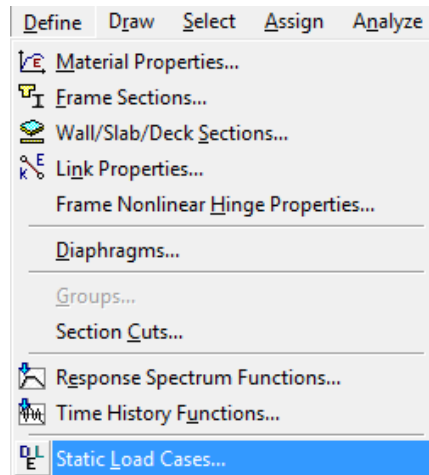 Define Draw Select Assign Analyze
Material Properties...
Frame Sections...
Wall/Slab/Deck Sections...
Link Properties...
Frame Nonlinear Hinge Properties...
Diaphragms...
Groups...
Section Cuts...
Response Spectrum Functions...
Time History Functions...
Static Load Cases...